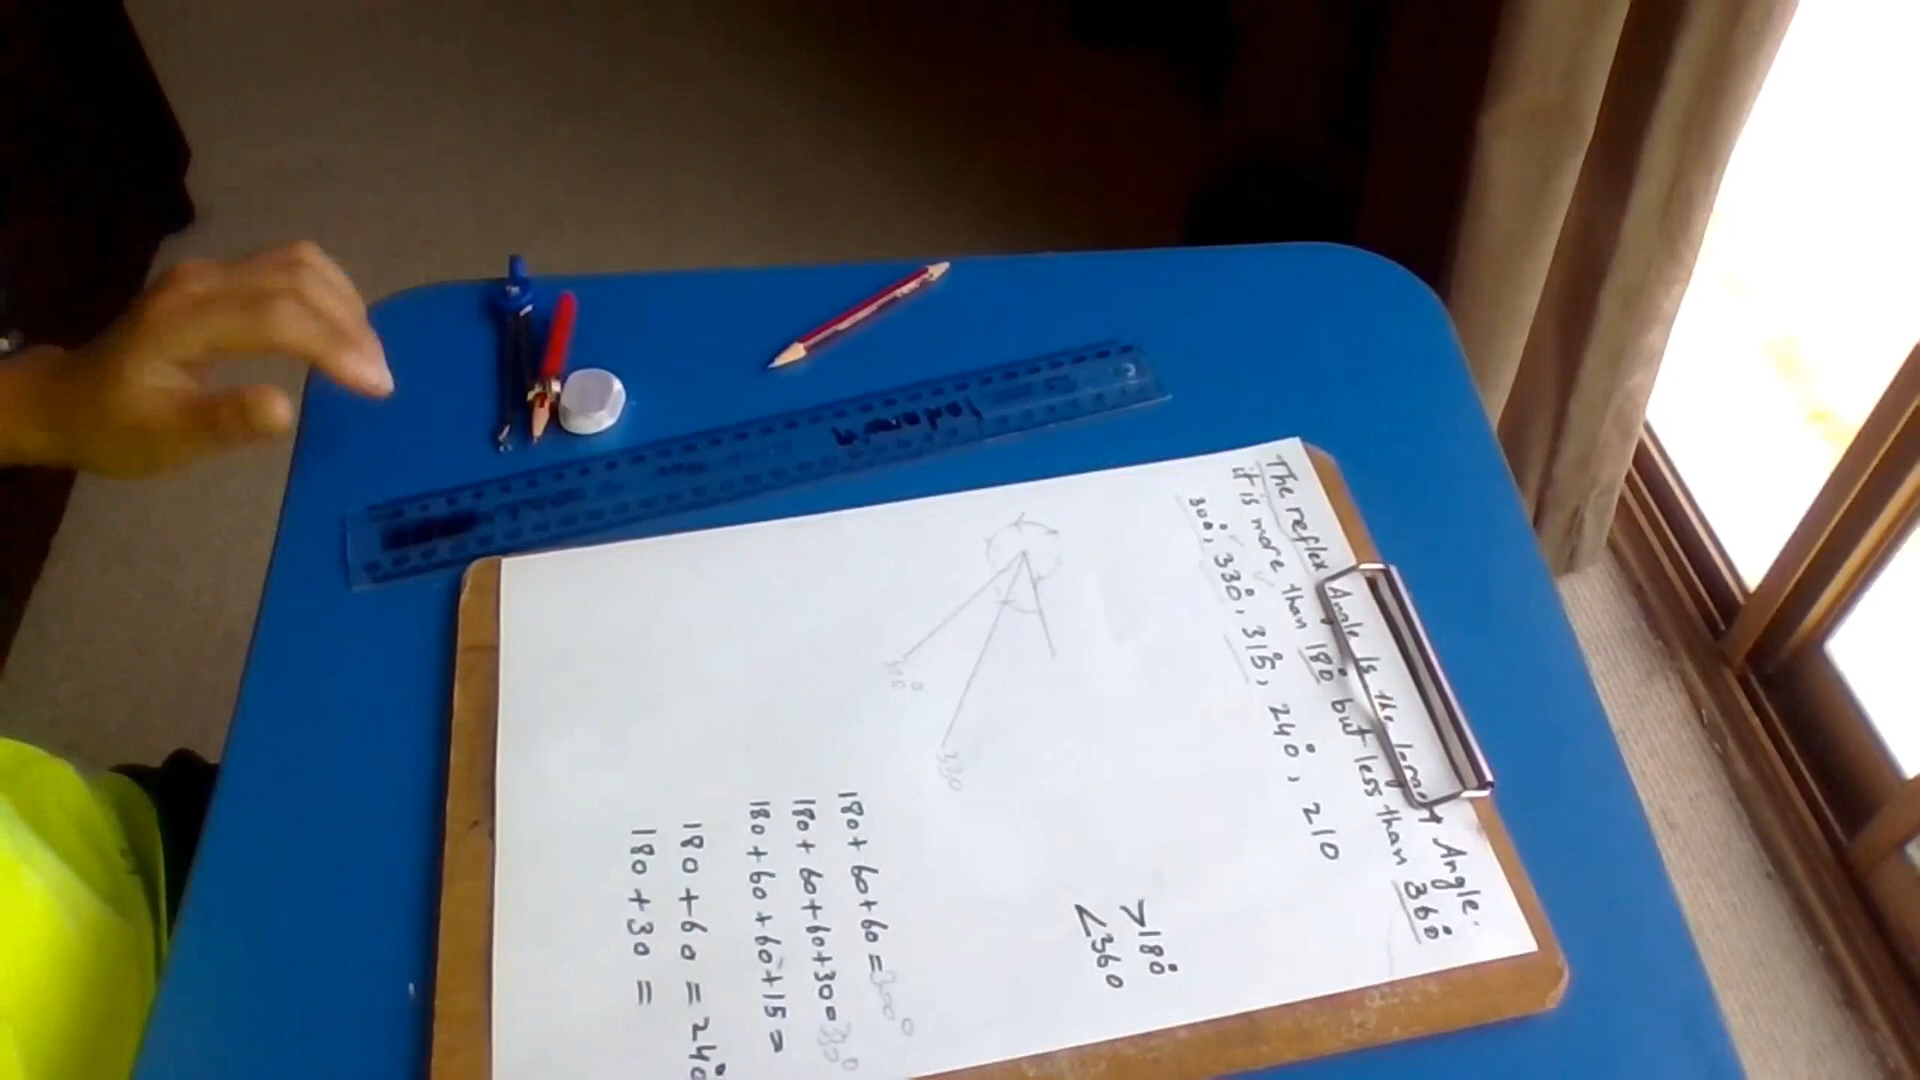 The reflex Angle is the largest Angle.
it is more than 180° but less than 360°
300°, 330°, 315°, 240°, 210
>180°
<360
330
180+60+60=300°
180+60+60+30=330°
180+60+60+15=
180+60=240°
180+30=